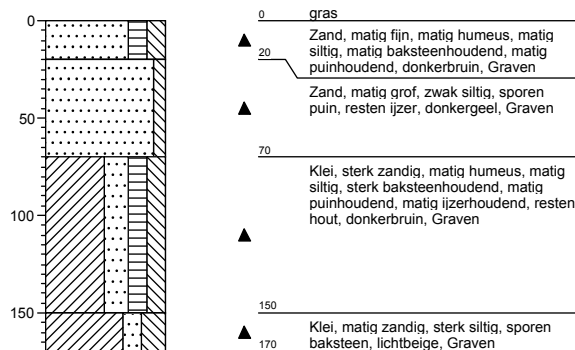 0
50
100
150
0
gras
Zand, matig fijn, matig humeus, matig
siltig, matig baksteenhoudend, matig
puinhoudend, donkerbruin, Graven
20
Zand, matig grof, zwak siltig, sporen
puin, resten ijzer, donkergeel, Graven
70
Klei, sterk zandig, matig humeus, matig
siltig, sterk baksteenhoudend, matig
puinhoudend, matig ijzerhoudend, resten
hout, donkerbruin, Graven
150
Klei, matig zandig, sterk siltig, sporen
baksteen, lichtbeige, Graven
170